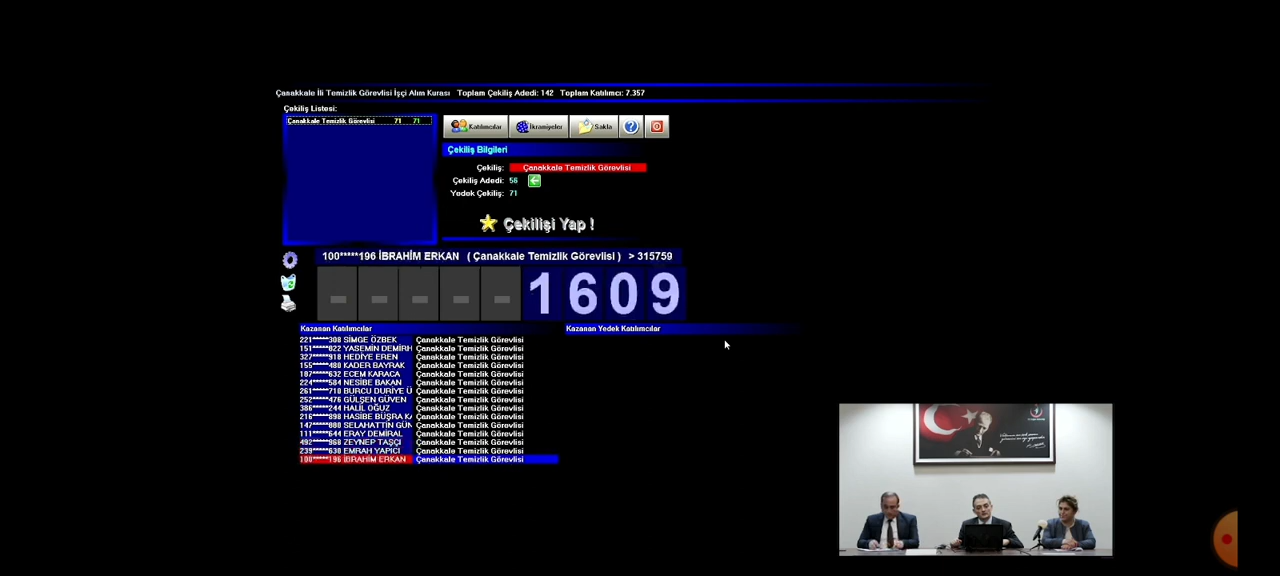 Çanakkale İli Temizlik Görevlisi İşçi Alım Kurası Toplam Çekiliş Adedi: 142 Toplam Katılımcı: 7.357
Çekiliş Listesi:
Çanakkale Temizlik Görevlisi 71 71
Katılımcılar İkramiyeler Sakla
Çekiliş Bilgileri
Çekiliş: Çanakkale Temizlik Görevlisi
Çekiliş Adedi: 56
Yedek Çekiliş: 71
Çekilişi Yap !
100*****196 İBRAHİM ERKAN ( Çanakkale Temizlik Görevlisi ) > 315759
1609
Kazanan Katılımcılar Kazanan Yedek Katılımcılar
221*****308 SİMGE ÖZBEK Çanakkale Temizlik Görevlisi
151*****022 YASEMİN DEMİRH Çanakkale Temizlik Görevlisi
327*****918 HEDİYE EREN Çanakkale Temizlik Görevlisi
155*****480 KADER BAYRAK Çanakkale Temizlik Görevlisi
187*****632 ECEM KARACA Çanakkale Temizlik Görevlisi
224*****584 NESİBE BAKAN Çanakkale Temizlik Görevlisi
261*****710 BURCU DURİYE Ü Çanakkale Temizlik Görevlisi
252*****476 GÜLŞEN GÜVEN Çanakkale Temizlik Görevlisi
386*****244 HALİL OĞUZ Çanakkale Temizlik Görevlisi
216*****898 HASİBE BÜŞRA KA Çanakkale Temizlik Görevlisi
147*****808 SELAHATTİN GÜN Çanakkale Temizlik Görevlisi
111*****644 ERAY DEMİRAL Çanakkale Temizlik Görevlisi
492*****068 ZEYNEP TAŞÇI Çanakkale Temizlik Görevlisi
239*****630 EMRAH YAPICI Çanakkale Temizlik Görevlisi
100*****196 İBRAHİM ERKAN Çanakkale Temizlik Görevlisi